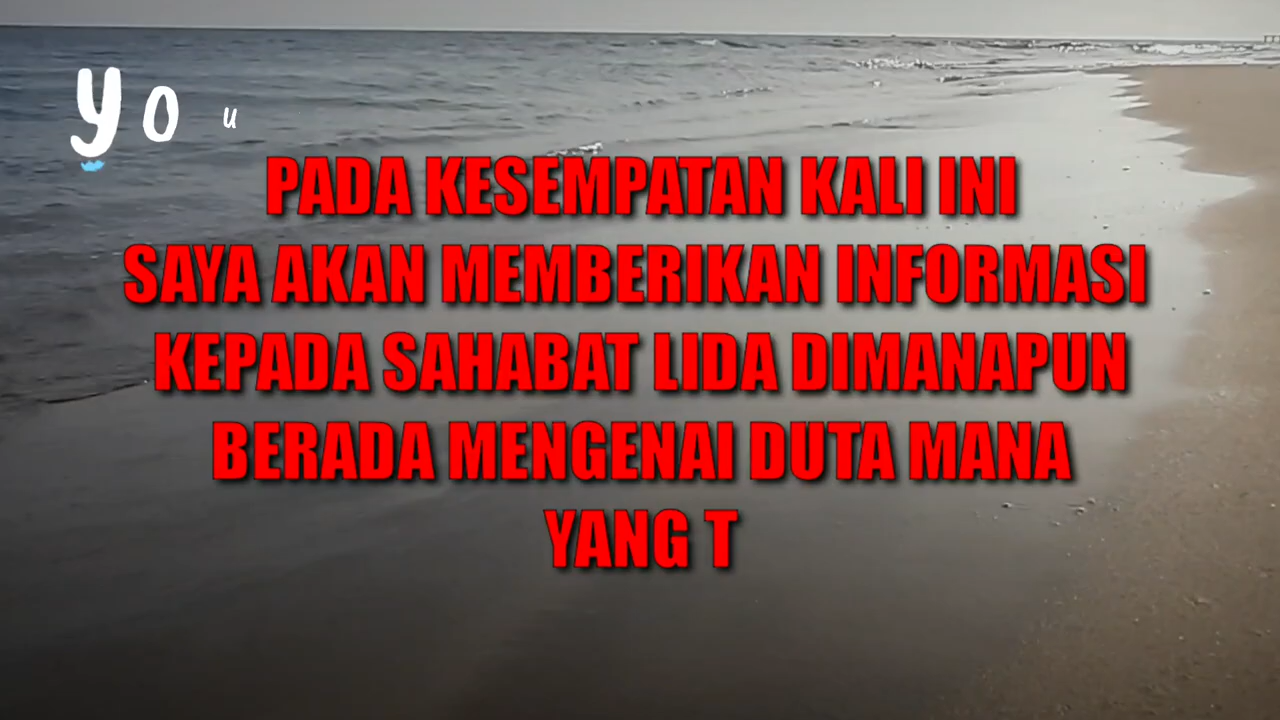 yo u
PADA KESEMPATAN KALI INI
SAYA AKAN MEMBERIKAN INFORMASI
KEPADA SAHABAT LIDA DIMANAPUN
BERADA MENGENAI DUTA MANA
YANG T